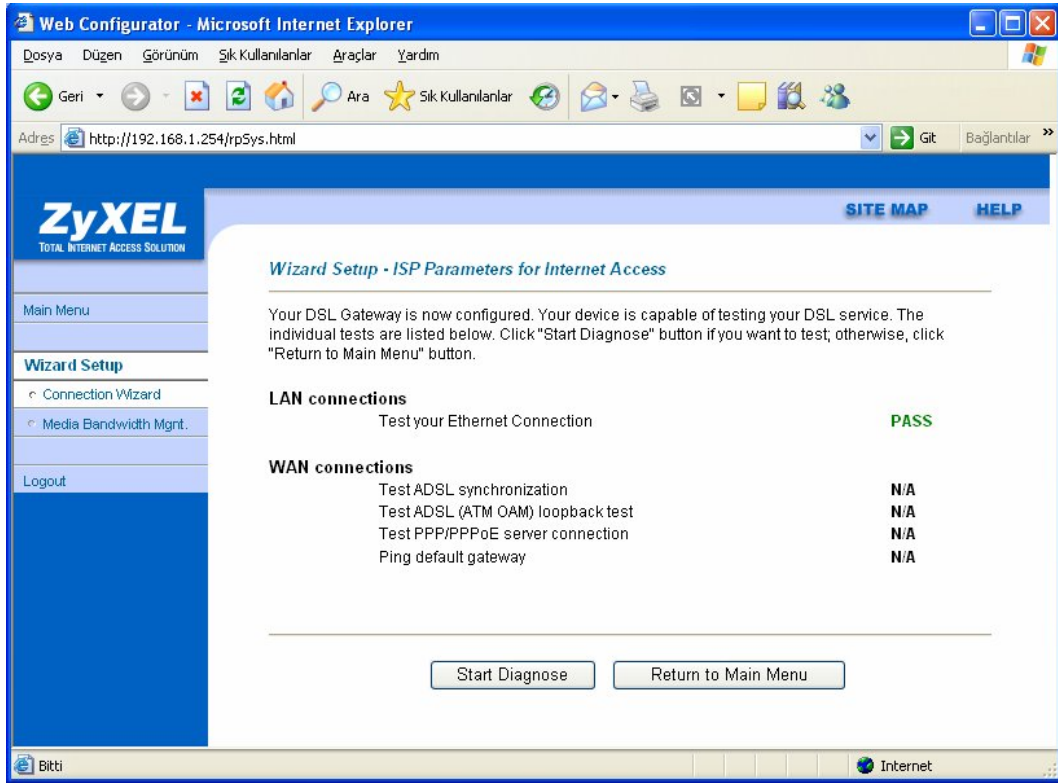 Web Configurator - Microsoft Internet Explorer
Dosya Düzen Görünüm Sık Kullanılanlar Araçlar Yardım
Geri Ara Sık Kullanılanlar
Adres http://192.168.1.254/rpSys.html Git Bağlantılar »
ZyXEL
TOTAL INTERNET ACCESS SOLUTION
SITE MAP HELP
Main Menu
Wizard Setup
Connection Wizard
Media Bandwidth Mgnt.
Logout
Wizard Setup - ISP Parameters for Internet Access
Your DSL Gateway is now configured. Your device is capable of testing your DSL service. The
individual tests are listed below. Click "Start Diagnose" button if you want to test; otherwise, click
"Return to Main Menu" button.
LAN connections
Test your Ethernet Connection PASS
WAN connections
Test ADSL synchronization N/A
Test ADSL (ATM OAM) loopback test N/A
Test PPP/PPPoE server connection N/A
Ping default gateway N/A
Start Diagnose Return to Main Menu
Bitti Internet